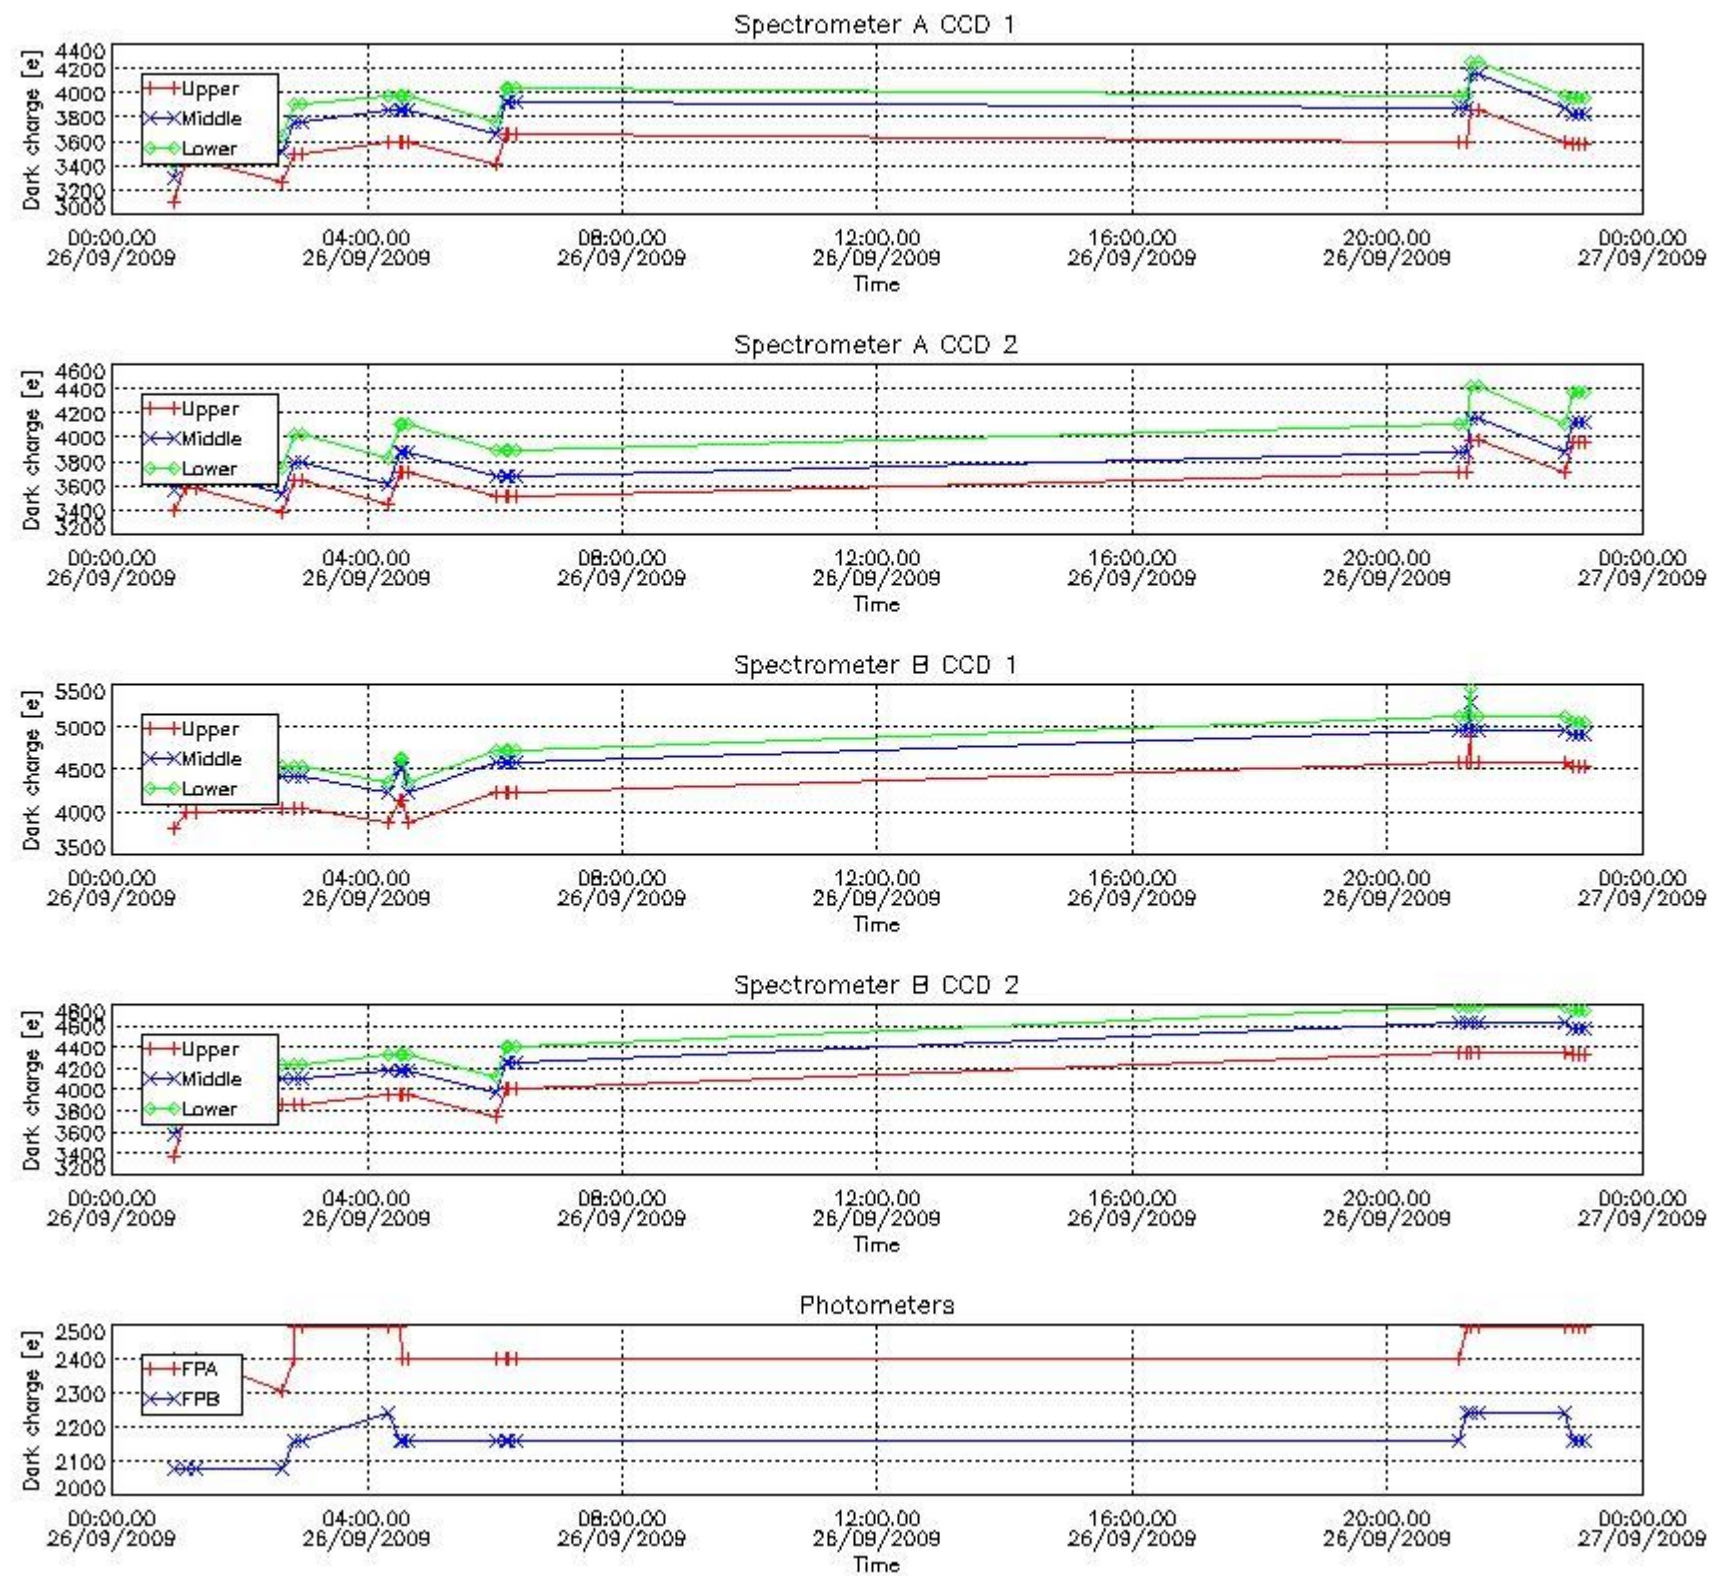 Spectrometer A CCD 1
Dark charge [e]
4400
4200
4000
3800
3600
3400
3200
3000
Upper
Middle
Lower
00:00.00 04:00.00 08:00.00 12:00.00 16:00.00 20:00.00 00:00.00
26/09/2009 26/09/2009 26/09/2009 26/09/2009 26/09/2009 26/09/2009 27/09/2009
Time
Spectrometer A CCD 2
Dark charge [e]
4600
4400
4200
4000
3800
3600
3400
3200
Upper
Middle
Lower
00:00.00 04:00.00 08:00.00 12:00.00 16:00.00 20:00.00 00:00.00
26/09/2009 26/09/2009 26/09/2009 26/09/2009 26/09/2009 26/09/2009 27/09/2009
Time
Spectrometer B CCD 1
Dark charge [e]
5500
5000
4500
4000
3500
Upper
Middle
Lower
00:00.00 04:00.00 08:00.00 12:00.00 16:00.00 20:00.00 00:00.00
26/09/2009 26/09/2009 26/09/2009 26/09/2009 26/09/2009 26/09/2009 27/09/2009
Time
Spectrometer B CCD 2
Dark charge [e]
4800
4600
4400
4200
4000
3800
3600
3400
3200
Upper
Middle
Lower
00:00.00 04:00.00 08:00.00 12:00.00 16:00.00 20:00.00 00:00.00
26/09/2009 26/09/2009 26/09/2009 26/09/2009 26/09/2009 26/09/2009 27/09/2009
Time
Photometers
Dark charge [e]
2500
2400
2300
2200
2100
2000
FPA
FPB
00:00.00 04:00.00 08:00.00 12:00.00 16:00.00 20:00.00 00:00.00
26/09/2009 26/09/2009 26/09/2009 26/09/2009 26/09/2009 26/09/2009 27/09/2009
Time